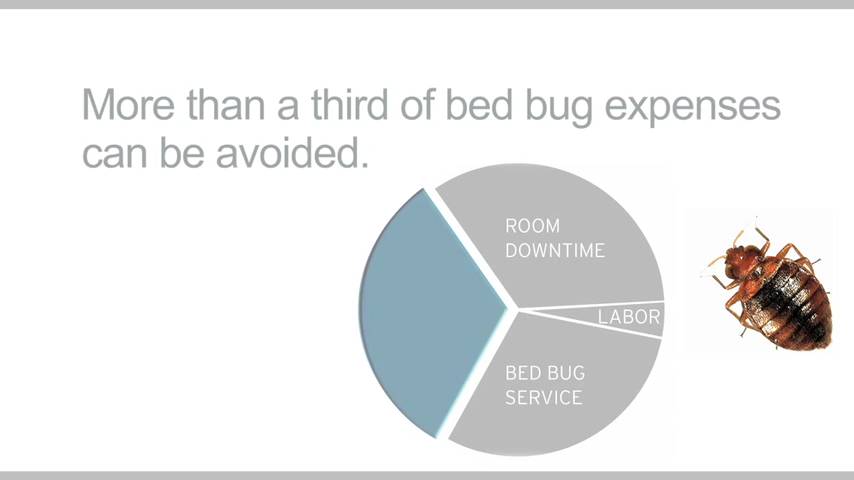 More than a third of bed bug expenses
can be avoided.
ROOM
DOWNTIME
LABOR
BED BUG
SERVICE